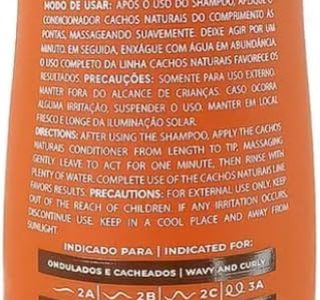 MODO DE USAR: APÓS O USO DO SHAMPOO, APLIQUE O
CONDICIONADOR CACHOS NATURAIS DO COMPRIMENTO ÀS
PONTAS, MASSAGEANDO SUAVEMENTE. DEIXE AGIR POR UM
MINUTO, EM SEGUIDA, ENXÁGUE COM ÁGUA EM ABUNDÂNCIA.
O USO COMPLETO DA LINHA CACHOS NATURAIS FAVORECE OS
RESULTADOS. PRECAUÇÕES: SOMENTE PARA USO EXTERNO.
MANTER FORA DO ALCANCE DE CRIANÇAS. CASO OCORRA
ALGUMA IRRITAÇÃO, SUSPENDER O USO. MANTER EM LOCAL
FRESCO E LONGE DA ILUMINAÇÃO SOLAR.
DIRECTIONS: AFTER USING THE SHAMPOO, APPLY THE CACHOS
NATURAIS CONDITIONER FROM LENGTH TO TIP, MASSAGING
GENTLY. LEAVE TO ACT FOR ONE MINUTE, THEN RINSE WITH
PLENTY OF WATER. COMPLETE USE OF THE CACHOS NATURAIS LINE
FAVORS RESULTS. PRECAUTIONS: FOR EXTERNAL USE ONLY. KEEP
OUT OF THE REACH OF CHILDREN. IF ANY IRRITATION OCCURS,
DISCONTINUE USE. KEEP IN A COOL PLACE AND AWAY FROM
SUNLIGHT.
INDICADO PARA | INDICATED FOR:
ONDULADOS E CACHEADOS | WAVY AND CURLY
2A 2B 2C 3A